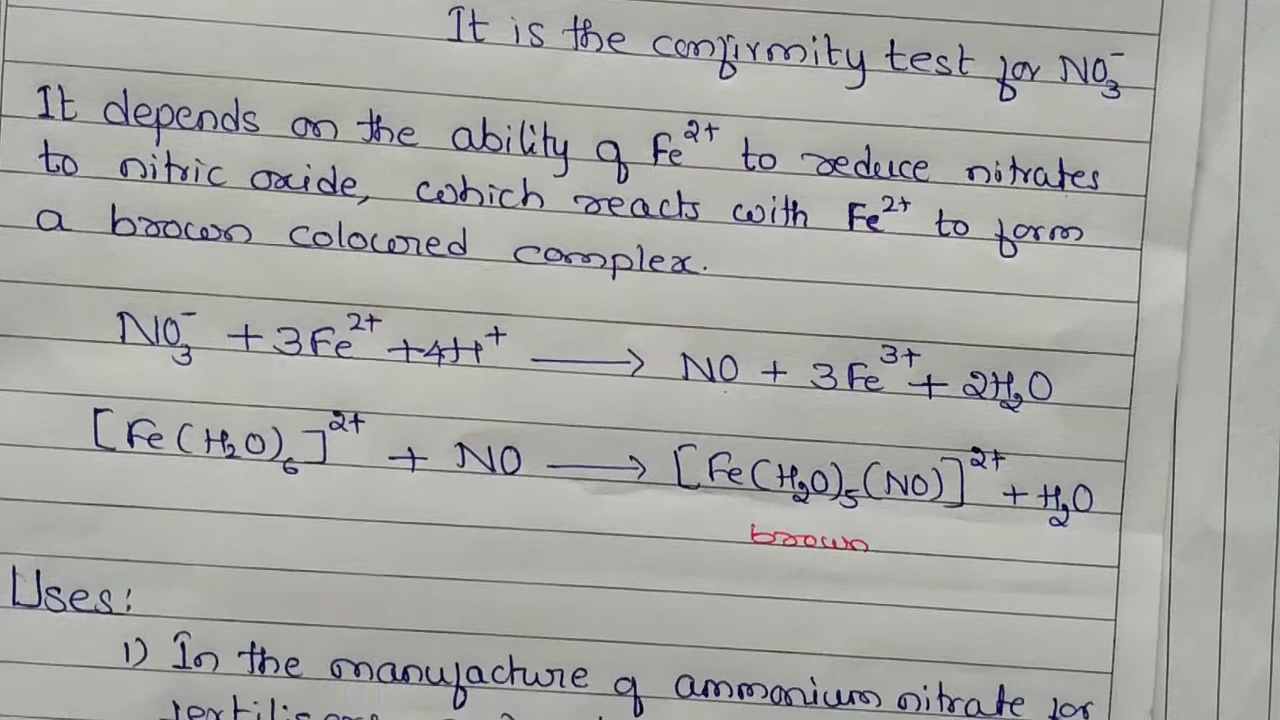 It is the confirmity test for NO₃⁻
It depends on the ability of Fe²⁺ to reduce nitrates
to nitric oxide, which reacts with Fe²⁺ to form
a brown coloured complex.
NO₃⁻ + 3Fe²⁺ + 4H⁺ ⟶ NO + 3Fe³⁺ + 2H₂O
[Fe(H₂O)₆]²⁺ + NO ⟶ [Fe(H₂O)₅(NO)]²⁺ + H₂O
brown
Uses:
1) In the manufacture of ammonium nitrate for